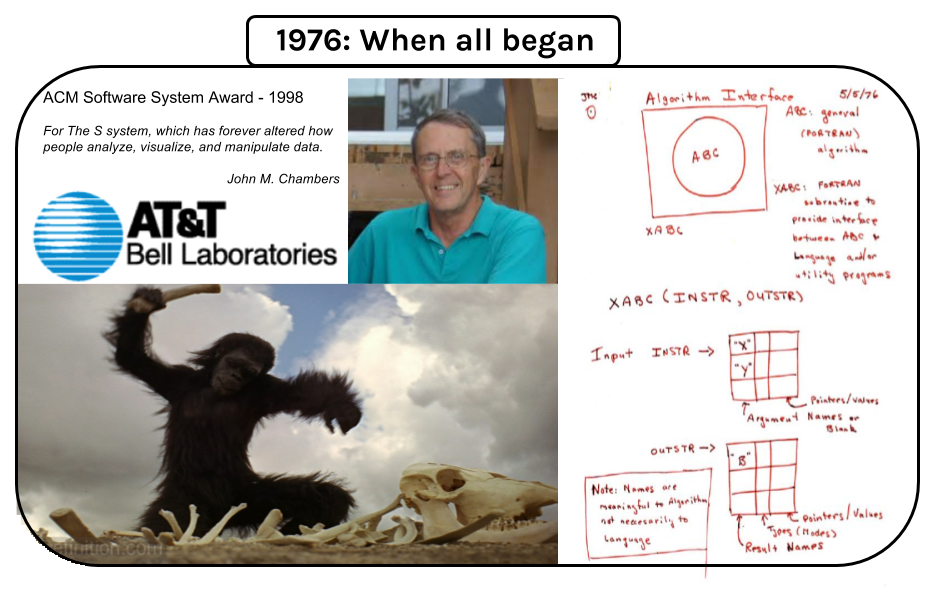 1976: When all began
ACM Software System Award - 1998
For The S system, which has forever altered how
people analyze, visualize, and manipulate data.
John M. Chambers
AT&T
Bell Laboratories
JMC
Algorithm Interface
5/5/76
ABC: general
(FORTRAN)
algorithm
ABC
XABC: FORTRAN
subroutine to
provide interface
between ABC &
Language and/or
utility programs
XABC
XABC (INSTR, OUTSTR)
Input INSTR →
"X"
"Y"
Pointers/Values
Argument Names or
Blank
OUTSTR →
"B"
Pointers/Values
Types (Modes)
Result Names
Note: Names are
meaningful to Algorithm,
not necessarily to
Language